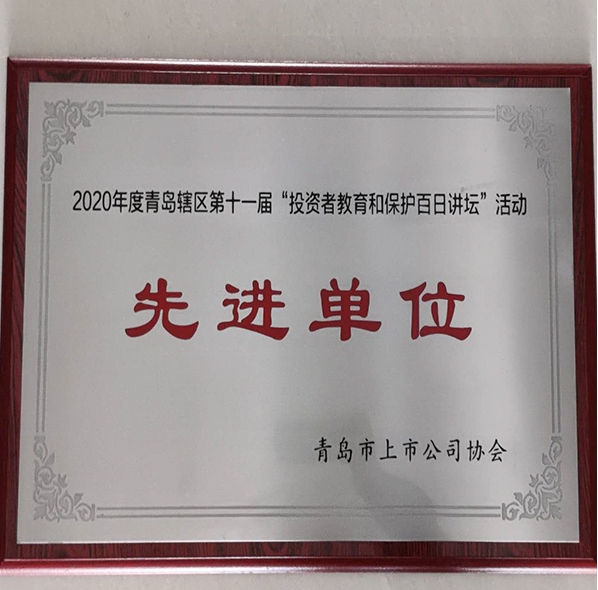 2020年度青岛辖区第十一届“投资者教育和保护百日讲坛”活动
先进单位
青岛市上市公司协会